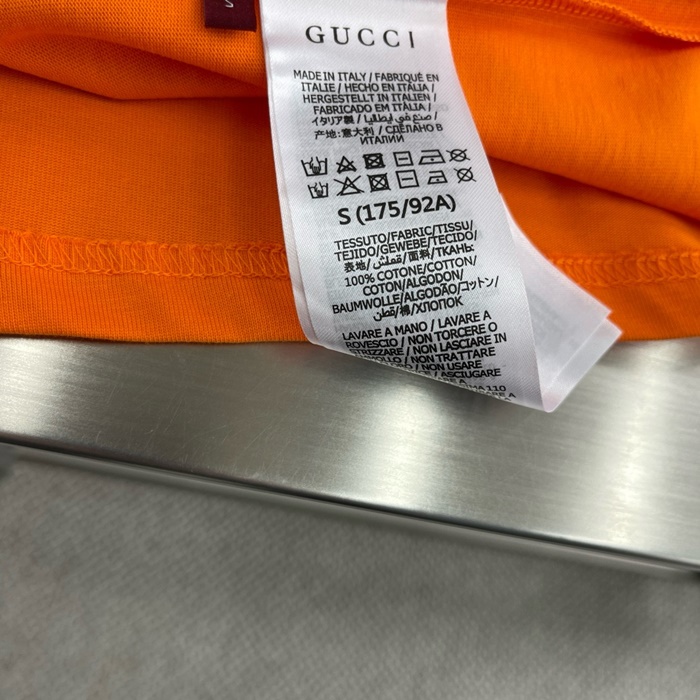 S
GUCCI
MADE IN ITALY / FABRIQUÉ EN
ITALIE / HECHO EN ITALIA /
HERGESTELLT IN ITALIEN /
FABRICADO EM ITÁLIA /
イタリア製 / صنع في إيطاليا /
产地:意大利 / СДЕЛАНО В
ИТАЛИИ
S (175/92A)
TESSUTO/FABRIC/TISSU/
TEJIDO/GEWEBE/TECIDO/
表地/قماش/面料/ТКАНЬ:
100% COTONE/COTTON/
COTON/ALGODON/
BAUMWOLLE/ALGODÃO/コットン/
قطن/棉/ХЛОПОК
LAVARE A MANO / LAVARE A
ROVESCIO / NON TORCERE O
STRIZZARE / NON LASCIARE IN
/ NON TRATTARE
/ NON USARE
/ ASCIUGARE
A
110